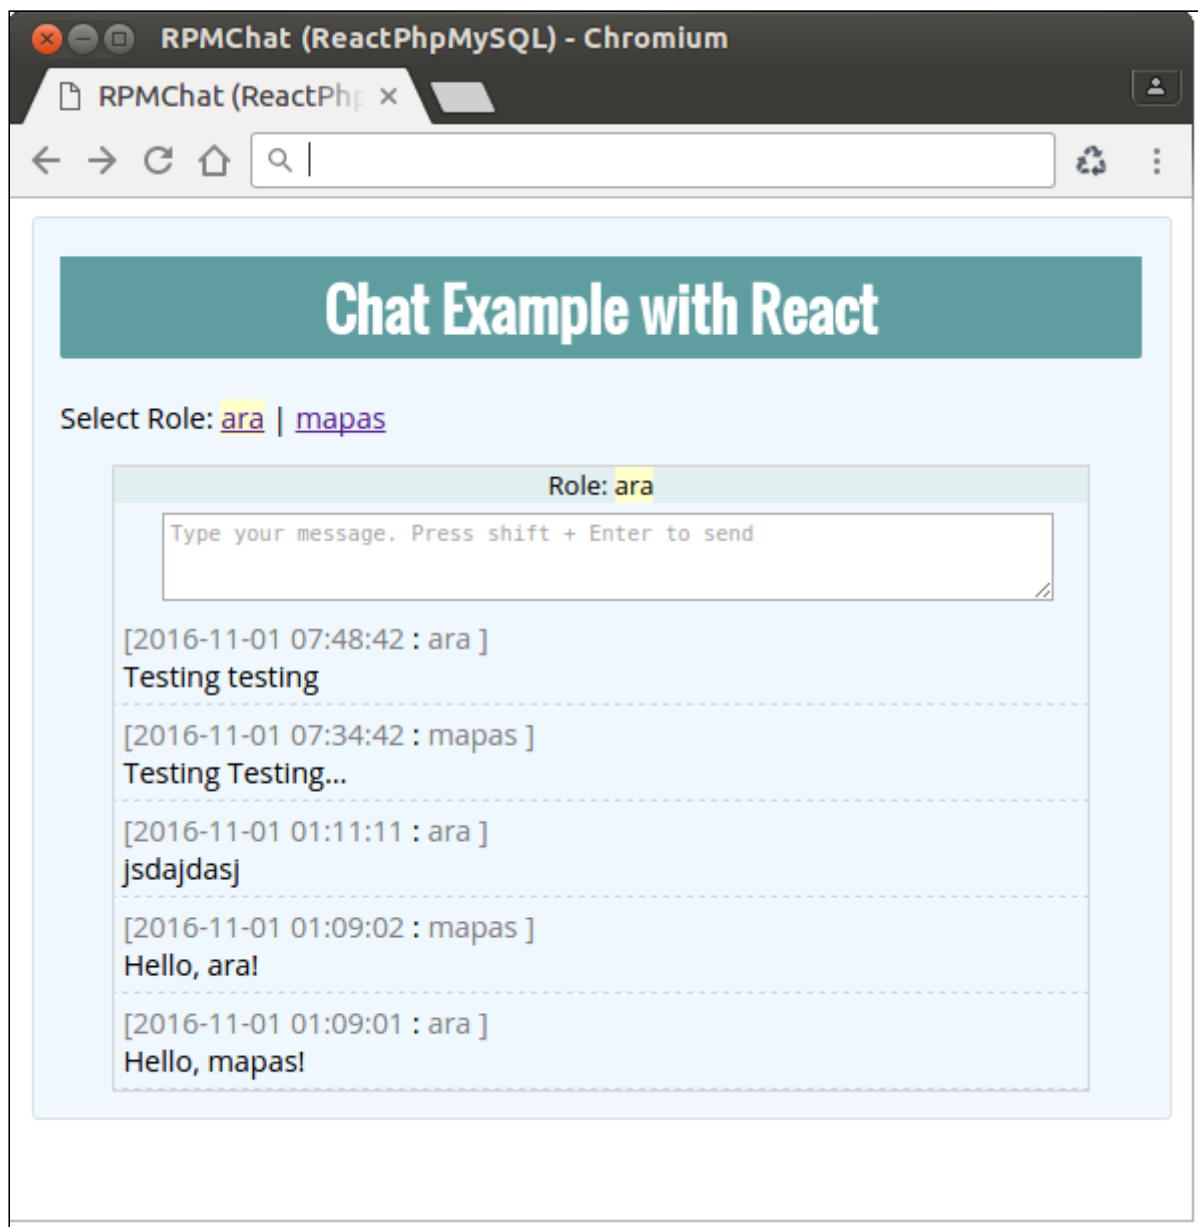 RPMChat (ReactPhpMySQL) - Chromium
RPMChat (ReactPhp
Chat Example with React
Select Role: ara | mapas
Role: ara
Type your message. Press shift + Enter to send
[2016-11-01 07:48:42 : ara ]
Testing testing
[2016-11-01 07:34:42 : mapas ]
Testing Testing...
[2016-11-01 01:11:11 : ara ]
jsdajdasj
[2016-11-01 01:09:02 : mapas ]
Hello, ara!
[2016-11-01 01:09:01 : ara ]
Hello, mapas!